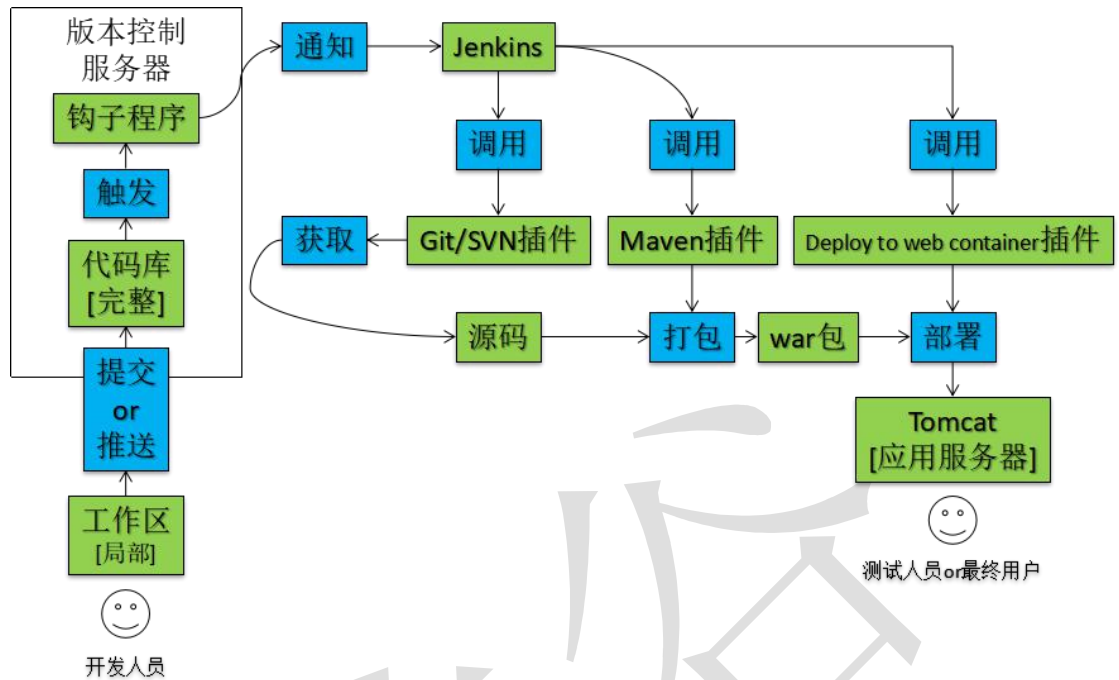 版本控制
服务器
钩子程序
触发
代码库
[完整]
提交
or
推送
工作区
[局部]
开发人员
通知
Jenkins
调用
调用
调用
获取
Git/SVN插件
Maven插件
Deploy to web container插件
源码
打包
war包
部署
Tomcat
[应用服务器]
测试人员or最终用户